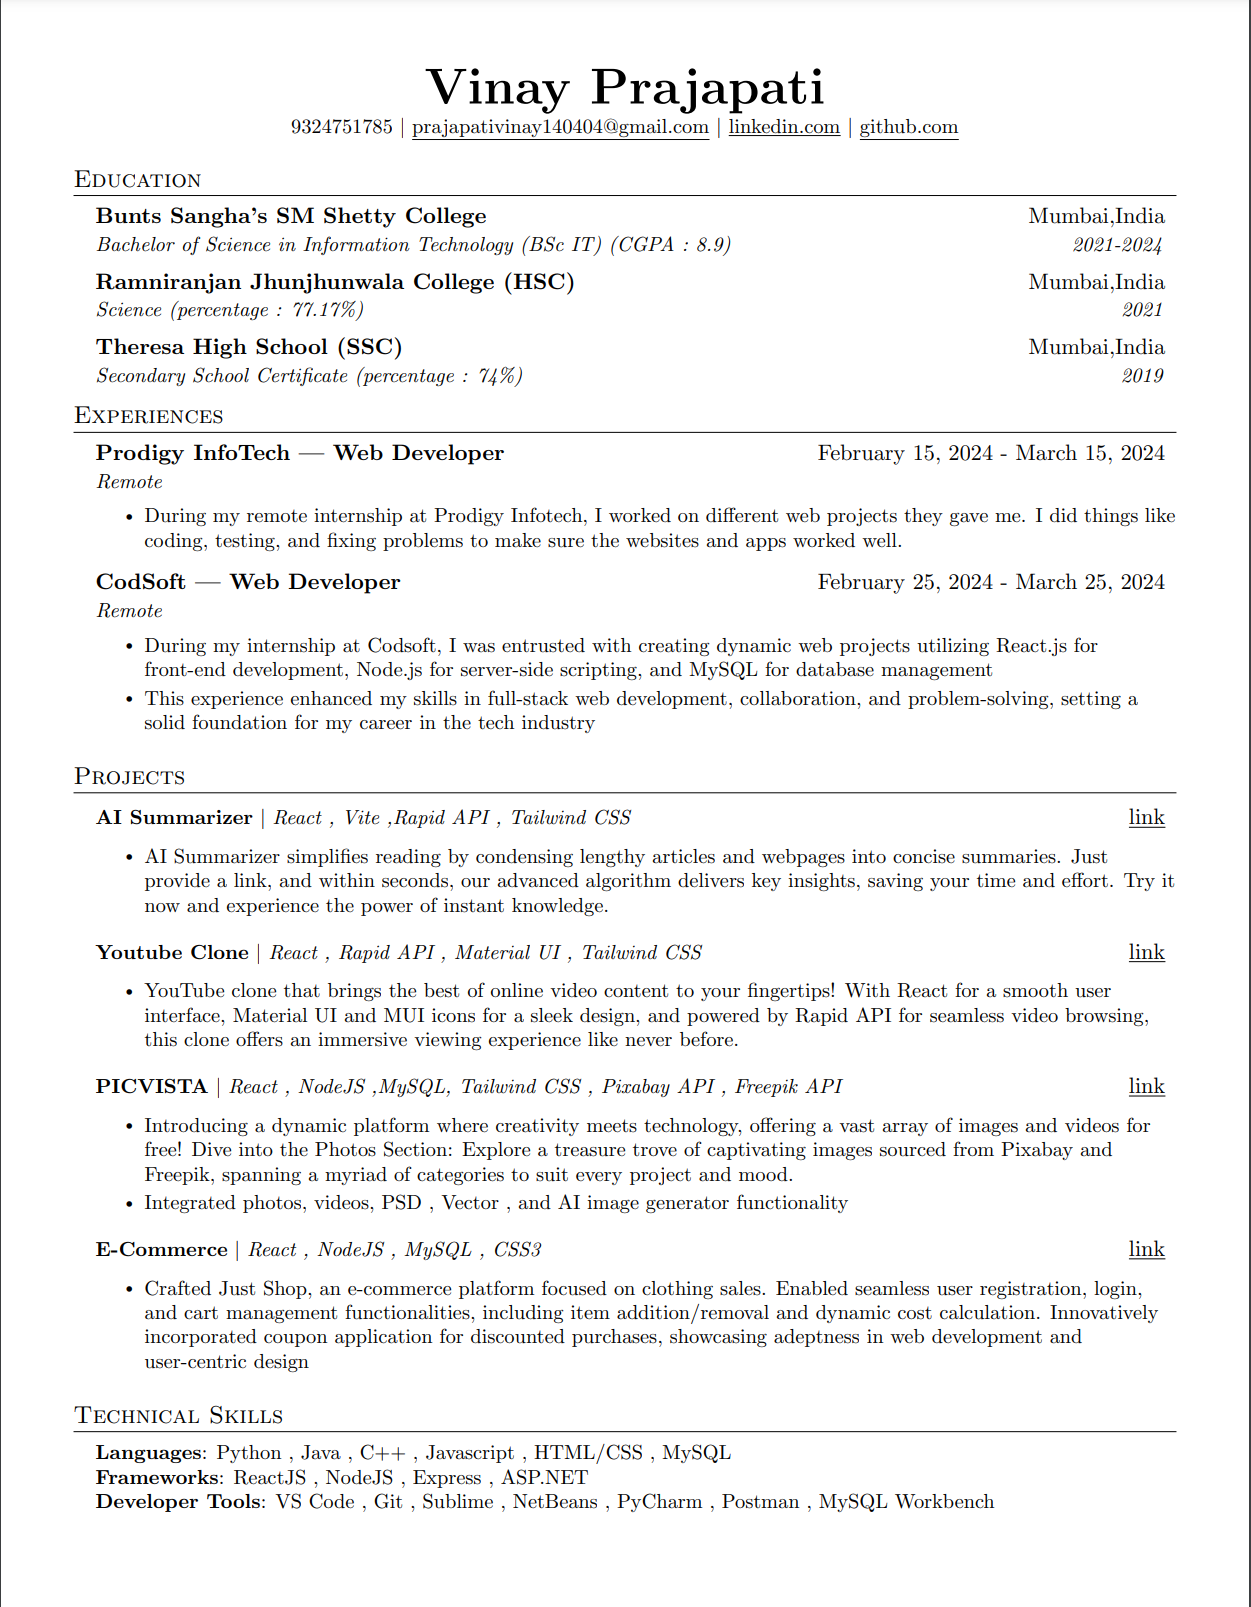 Vinay Prajapati
9324751785 | prajapativinay140404@gmail.com | linkedin.com | github.com
Education
Bunts Sangha's SM Shetty College Mumbai,India
Bachelor of Science in Information Technology (BSc IT) (CGPA : 8.9) 2021-2024
Ramniranjan Jhunjhunwala College (HSC) Mumbai,India
Science (percentage : 77.17%) 2021
Theresa High School (SSC) Mumbai,India
Secondary School Certificate (percentage : 74%) 2019
Experiences
Prodigy InfoTech — Web Developer February 15, 2024 - March 15, 2024
Remote
• During my remote internship at Prodigy Infotech, I worked on different web projects they gave me. I did things like
coding, testing, and fixing problems to make sure the websites and apps worked well.
CodSoft — Web Developer February 25, 2024 - March 25, 2024
Remote
• During my internship at Codsoft, I was entrusted with creating dynamic web projects utilizing React.js for
front-end development, Node.js for server-side scripting, and MySQL for database management
• This experience enhanced my skills in full-stack web development, collaboration, and problem-solving, setting a
solid foundation for my career in the tech industry
Projects
AI Summarizer | React , Vite ,Rapid API , Tailwind CSS link
• AI Summarizer simplifies reading by condensing lengthy articles and webpages into concise summaries. Just
provide a link, and within seconds, our advanced algorithm delivers key insights, saving your time and effort. Try it
now and experience the power of instant knowledge.
Youtube Clone | React , Rapid API , Material UI , Tailwind CSS link
• YouTube clone that brings the best of online video content to your fingertips! With React for a smooth user
interface, Material UI and MUI icons for a sleek design, and powered by Rapid API for seamless video browsing,
this clone offers an immersive viewing experience like never before.
PICVISTA | React , NodeJS ,MySQL, Tailwind CSS , Pixabay API , Freepik API link
• Introducing a dynamic platform where creativity meets technology, offering a vast array of images and videos for
free! Dive into the Photos Section: Explore a treasure trove of captivating images sourced from Pixabay and
Freepik, spanning a myriad of categories to suit every project and mood.
• Integrated photos, videos, PSD , Vector , and AI image generator functionality
E-Commerce | React , NodeJS , MySQL , CSS3 link
• Crafted Just Shop, an e-commerce platform focused on clothing sales. Enabled seamless user registration, login,
and cart management functionalities, including item addition/removal and dynamic cost calculation. Innovatively
incorporated coupon application for discounted purchases, showcasing adeptness in web development and
user-centric design
Technical Skills
Languages: Python , Java , C++ , Javascript , HTML/CSS , MySQL
Frameworks: ReactJS , NodeJS , Express , ASP.NET
Developer Tools: VS Code , Git , Sublime , NetBeans , PyCharm , Postman , MySQL Workbench